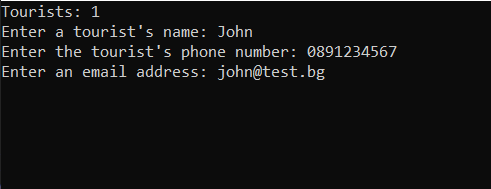 Tourists: 1
Enter a tourist's name: John
Enter the tourist's phone number: 0891234567
Enter an email address: john@test.bg